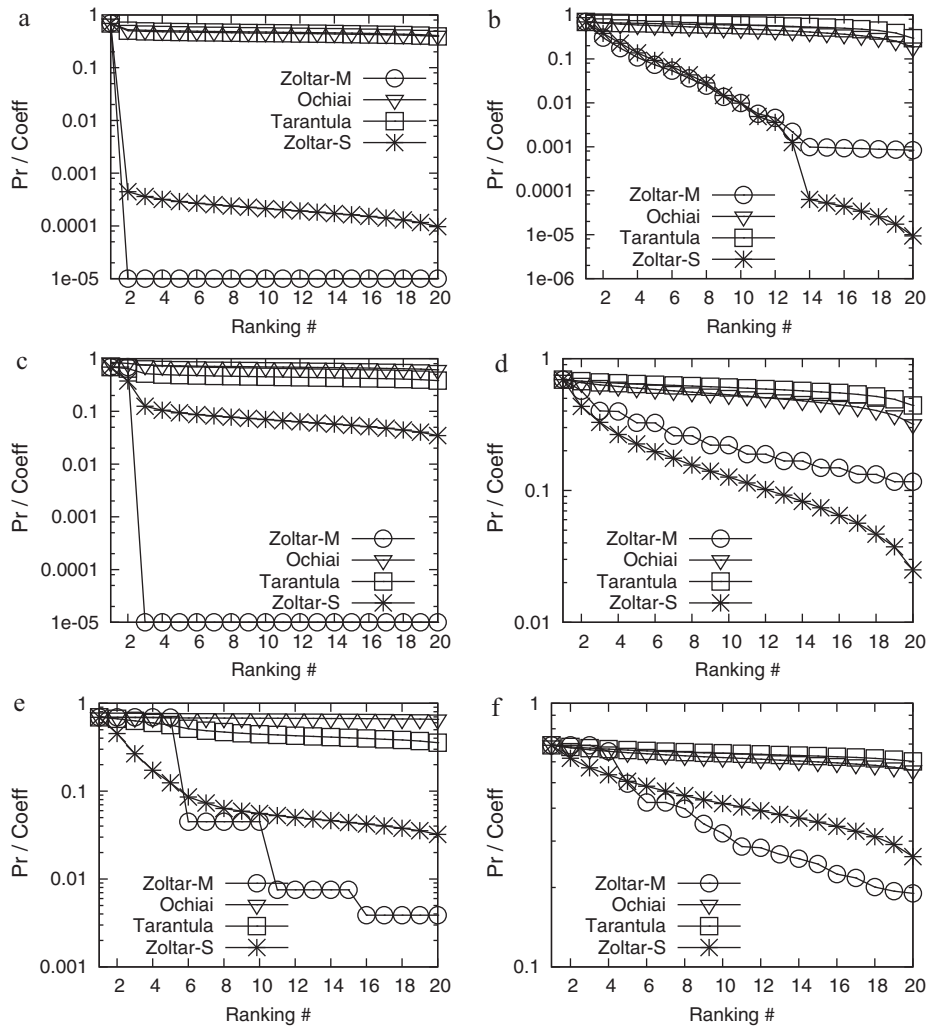 a
Pr / Coeff
1
0.1
0.01
0.001
0.0001
1e-05
Zoltar-M
Ochiai
Tarantula
Zoltar-S
2 4 6 8 10 12 14 16 18 20
Ranking #
b
Pr / Coeff
1
0.1
0.01
0.001
0.0001
1e-05
1e-06
Zoltar-M
Ochiai
Tarantula
Zoltar-S
2 4 6 8 10 12 14 16 18 20
Ranking #
c
Pr / Coeff
1
0.1
0.01
0.0001
0.0001
1e-05
Zoltar-M
Ochiai
Tarantula
Zoltar-S
2 4 6 8 10 12 14 16 18 20
Ranking #
d
Pr / Coeff
1
0.1
0.01
Zoltar-M
Ochiai
Tarantula
Zoltar-S
2 4 6 8 10 12 14 16 18 20
Ranking #
e
Pr / Coeff
1
0.1
0.01
0.001
Zoltar-M
Ochiai
Tarantula
Zoltar-S
2 4 6 8 10 12 14 16 18 20
Ranking #
f
Pr / Coeff
1
0.1
Zoltar-M
Ochiai
Tarantula
Zoltar-S
2 4 6 8 10 12 14 16 18 20
Ranking #